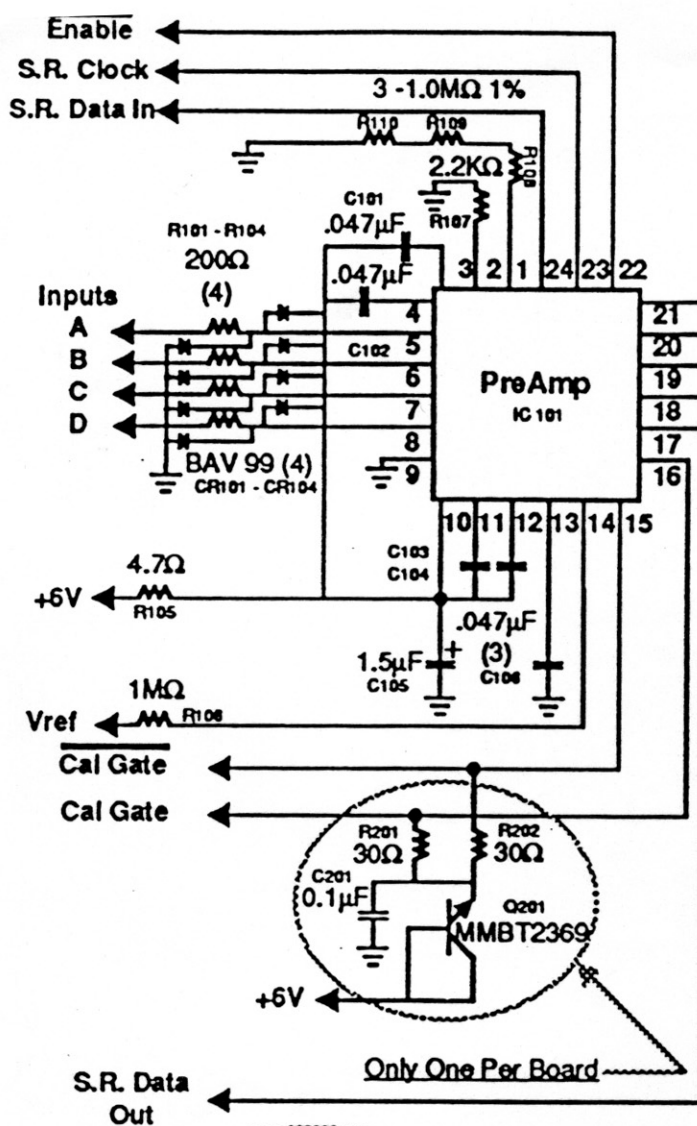 Enable
S.R. Clock
S.R. Data In
3 -1.0MΩ 1%
R110 R109
R108
2.2KΩ
R107
C101
.047µF
R101 - R104
200Ω
(4)
.047µF
C102
Inputs
A
B
C
D
3 2 1 24 23 22
4
5
6
7
8
9
21
20
19
18
17
16
PreAmp
IC 101
BAV 99 (4)
CR101 - CR104
10 11 12 13 14 15
C103
C104
4.7Ω
+6V
R105
.047µF
(3)
C106
1.5µF
+
C105
1MΩ
Vref
R106
Cal Gate
Cal Gate
R201
30Ω
R202
30Ω
C201
0.1µF
Q201
MMBT2369
+6V
Only One Per Board
S.R. Data
Out